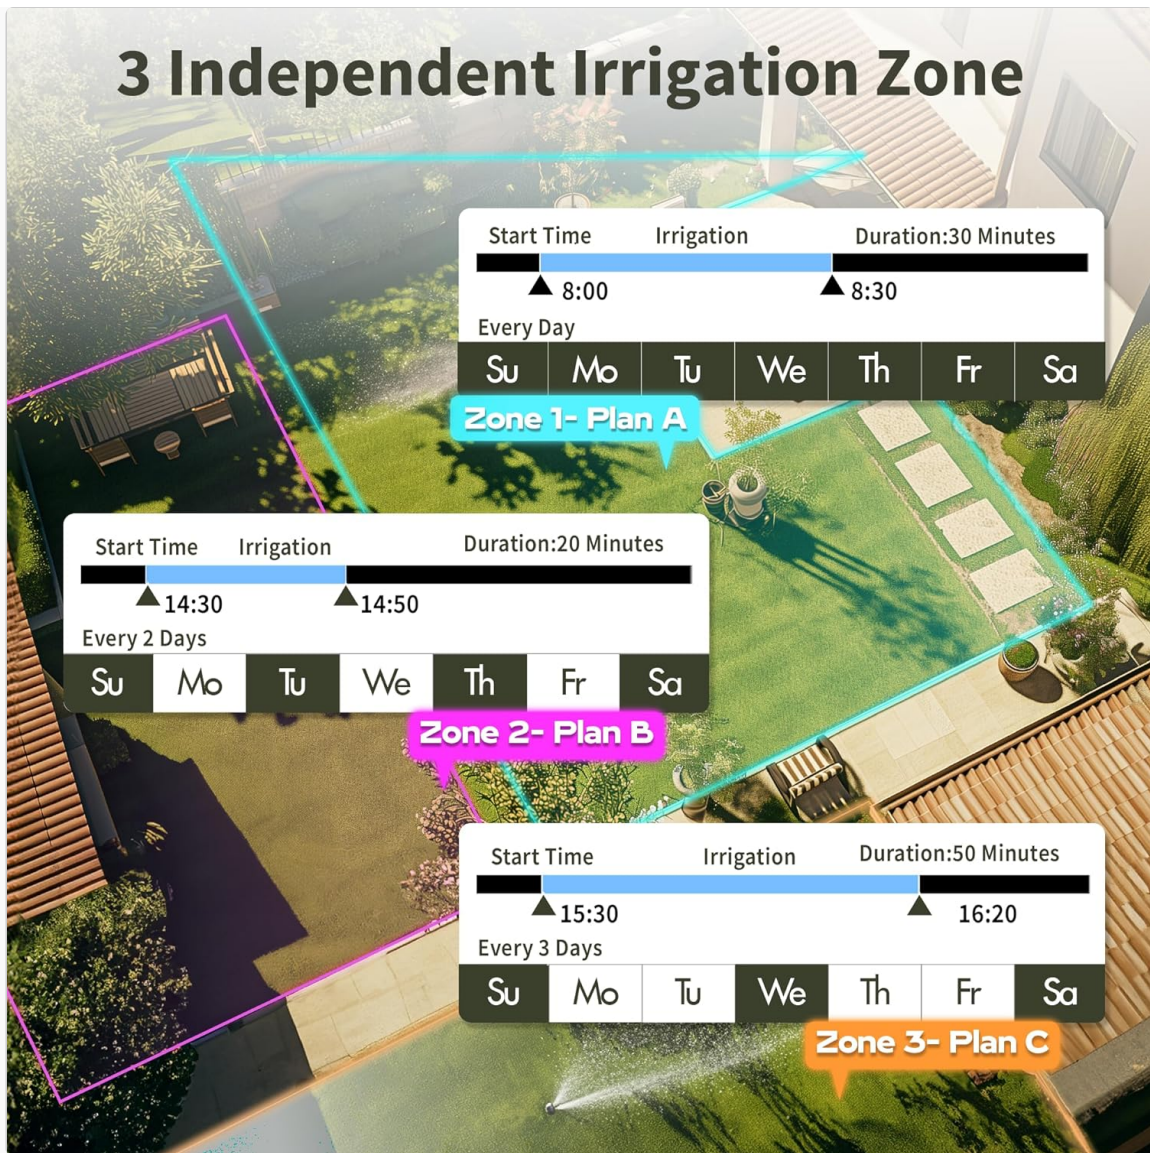 3 Independent Irrigation Zone
Start Time Irrigation Duration:30 Minutes
8:00 8:30
Every Day
Su Mo Tu We Th Fr Sa
Zone 1- Plan A
Start Time Irrigation Duration:20 Minutes
14:30 14:50
Every 2 Days
Su Mo Tu We Th Fr Sa
Zone 2- Plan B
Start Time Irrigation Duration:50 Minutes
15:30 16:20
Every 3 Days
Su Mo Tu We Th Fr Sa
Zone 3- Plan C